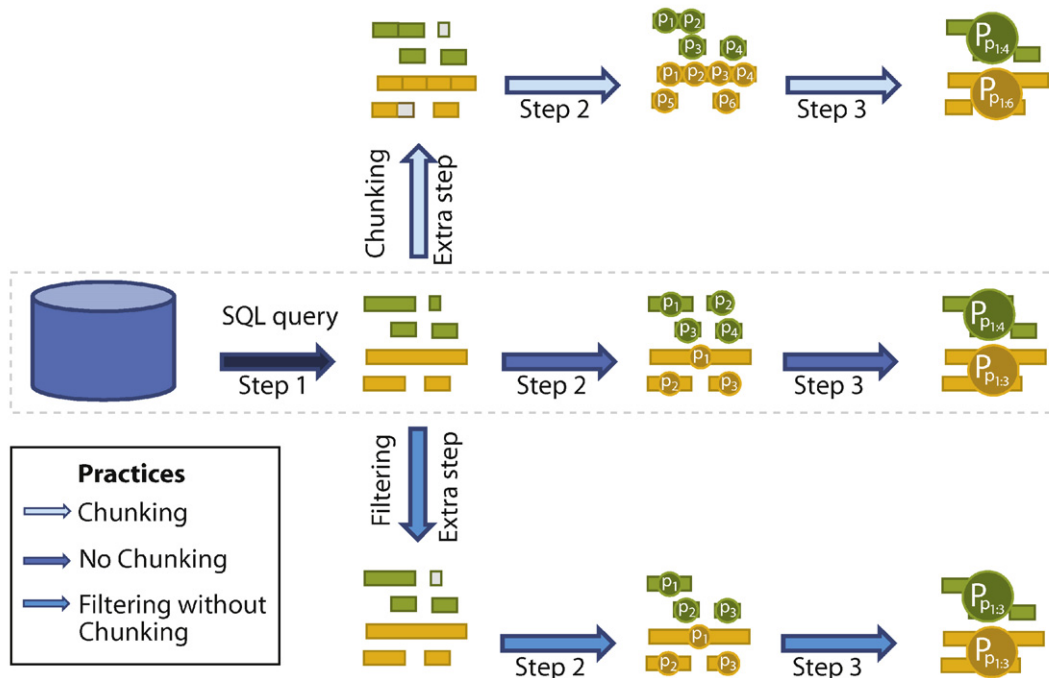 p1 p2
p3 p4
p1 p2 p3 p4
p5 p6
Pp1:4
Pp1:6
Step 2
Step 3
Chunking
Extra step
SQL query
Step 1
p1 p2
p3 p4
p1
p2 p3
Step 2
Step 3
Pp1:4
Pp1:3
Filtering
Extra step
Practices
Chunking
No Chunking
Filtering without
Chunking
p1
p2 p3
p1
p2 p3
Step 2
Step 3
Pp1:3
Pp1:3